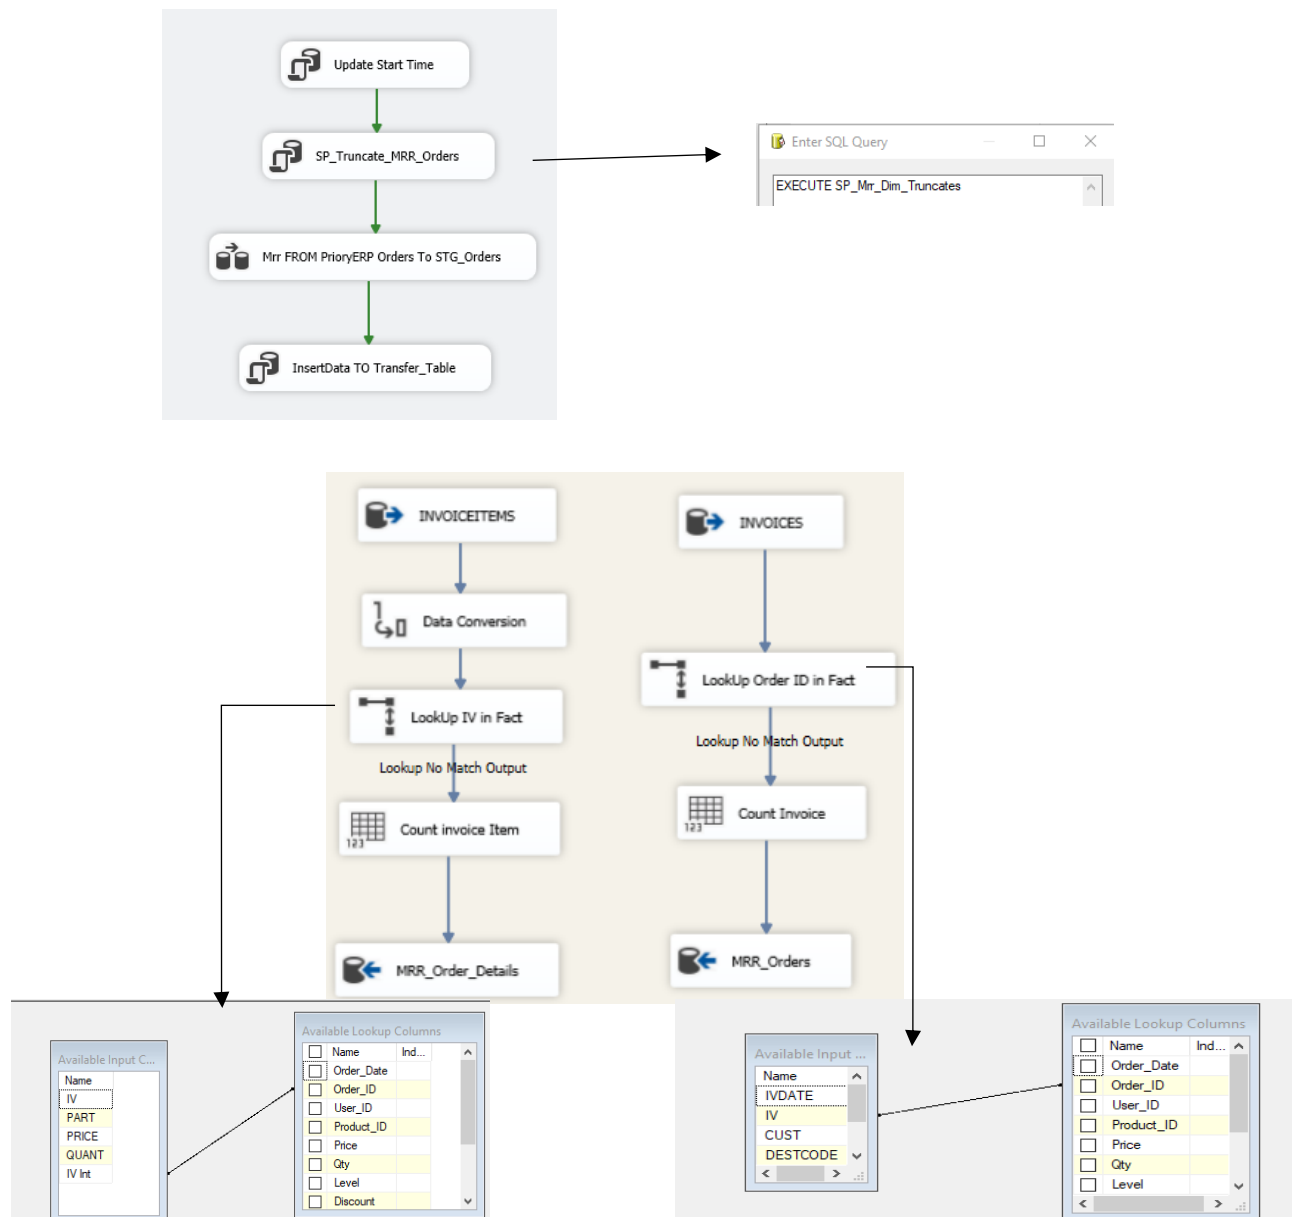 Update Start Time
SP_Truncate_MRR_Orders
Enter SQL Query
EXECUTE SP_Mrr_Dim_Truncates
Mrr FROM PrioryERP Orders To STG_Orders
InsertData TO Transfer_Table
INVOICEITEMS
INVOICES
Data Conversion
LookUp Order ID in Fact
LookUp IV in Fact
Lookup No Match Output
Lookup No Match Output
Count Invoice
123
Count invoice Item
123
MRR_Orders
MRR_Order_Details
Available Input C...
Name
IV
PART
PRICE
QUANT
IV Int
Available Lookup Columns
Name Ind...
Order_Date
Order_ID
User_ID
Product_ID
Price
Qty
Level
Discount
Available Input ...
Name
IVDATE
IV
CUST
DESTCODE
Available Lookup Columns
Name Ind...
Order_Date
Order_ID
User_ID
Product_ID
Price
Qty
Level